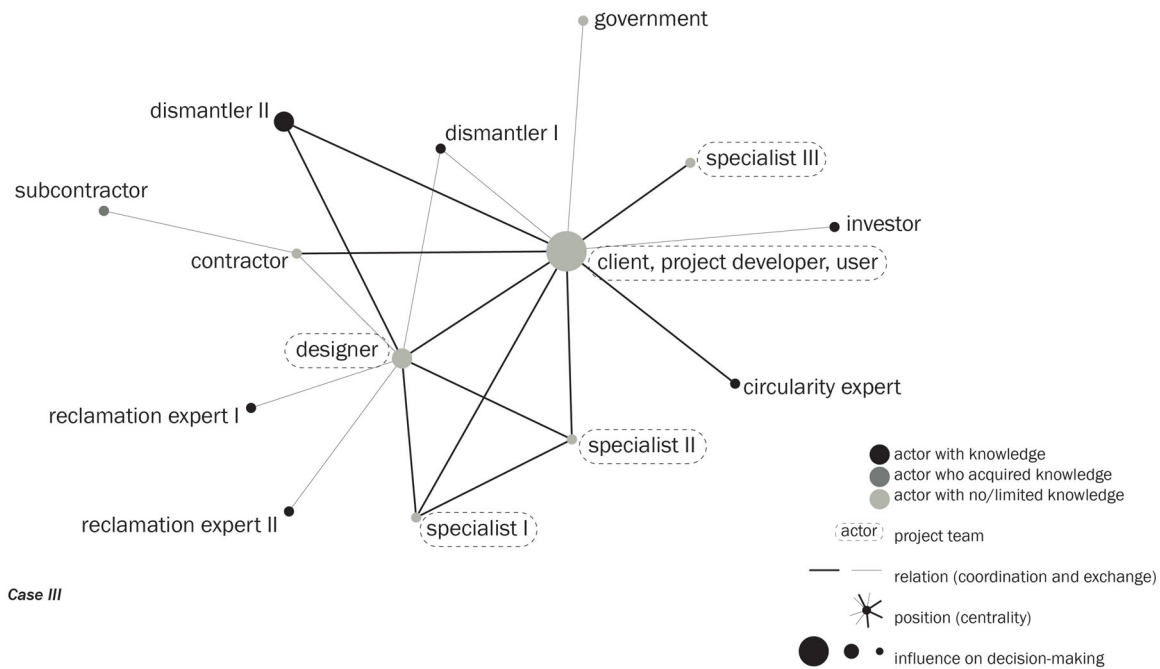 government
dismantler II
dismantler I
specialist III
subcontractor
investor
contractor
client, project developer, user
designer
circularity expert
reclamation expert I
specialist II
reclamation expert II
specialist I
actor with knowledge
actor who acquired knowledge
actor with no/limited knowledge
actor project team
relation (coordination and exchange)
position (centrality)
influence on decision-making
Case III